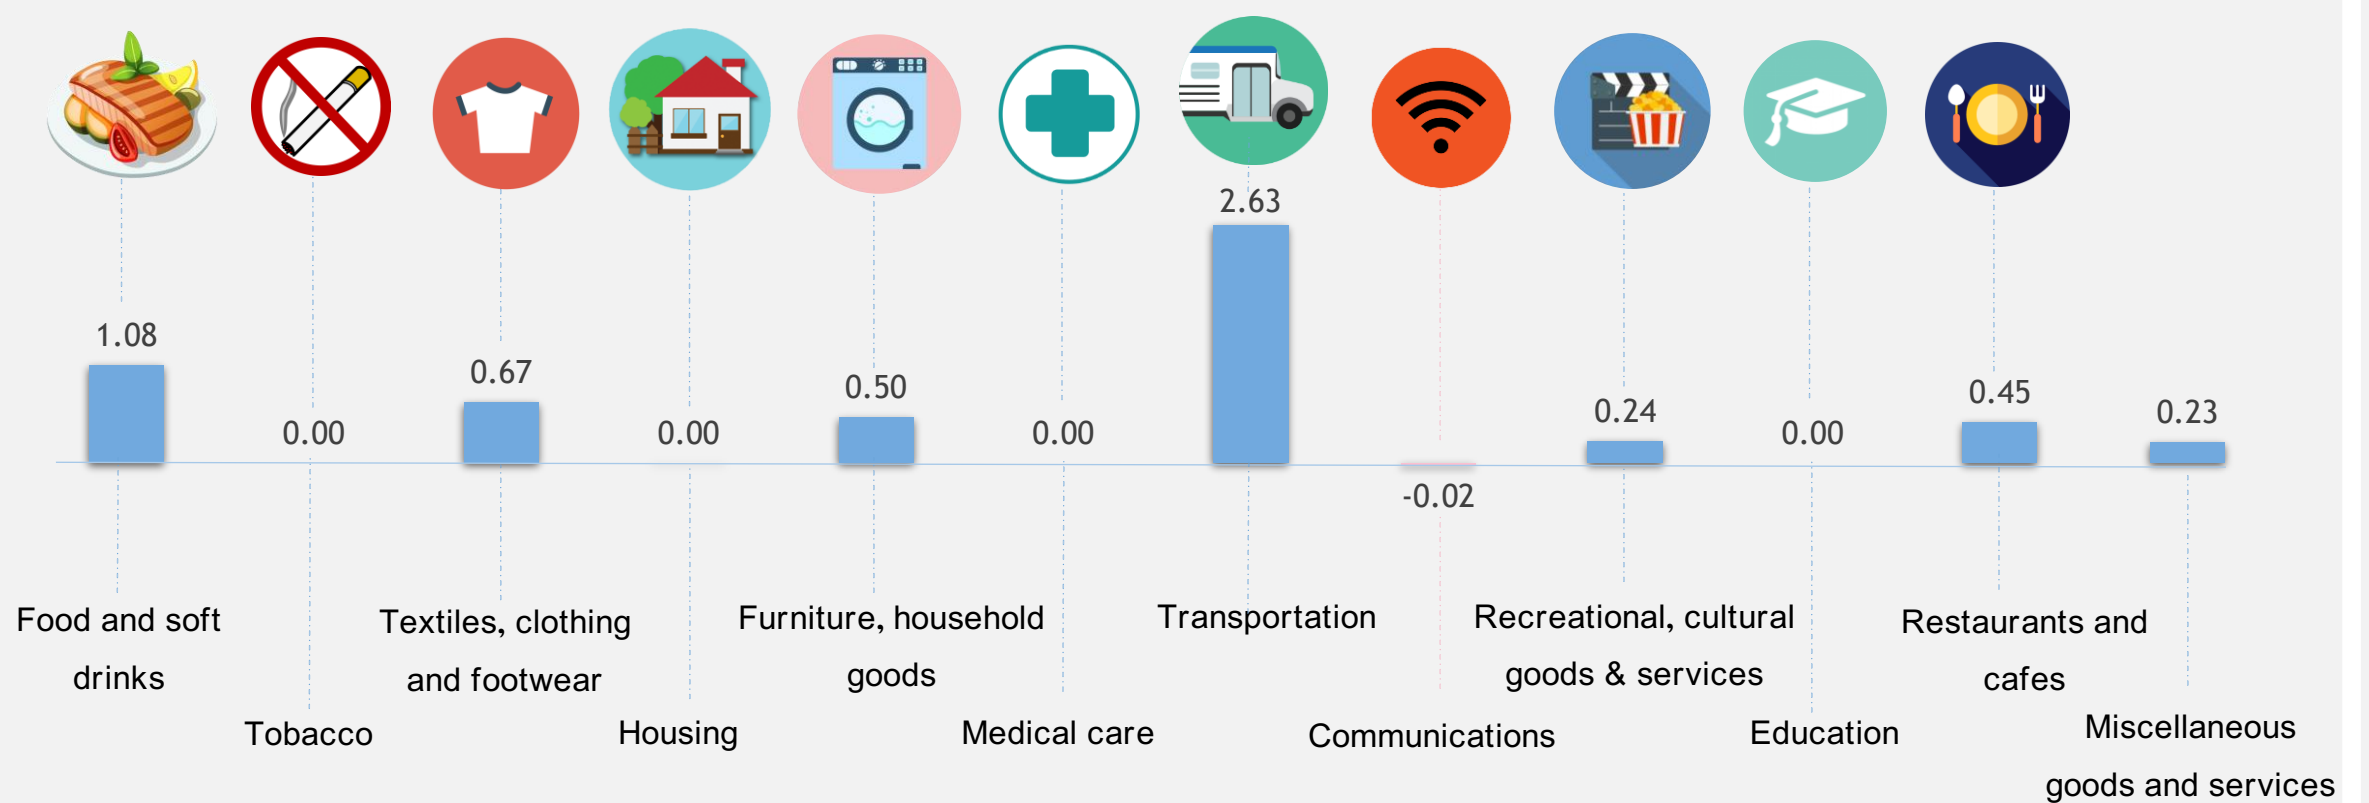 2.63
1.08
0.67
0.50
0.45
0.24
0.23
0.00
0.00
0.00
0.00
-0.02
Food and soft
drinks
Tobacco
Textiles, clothing
and footwear
Housing
Furniture, household
goods
Medical care
Transportation
Communications
Recreational, cultural
goods & services
Education
Restaurants and
cafes
Miscellaneous
goods and services